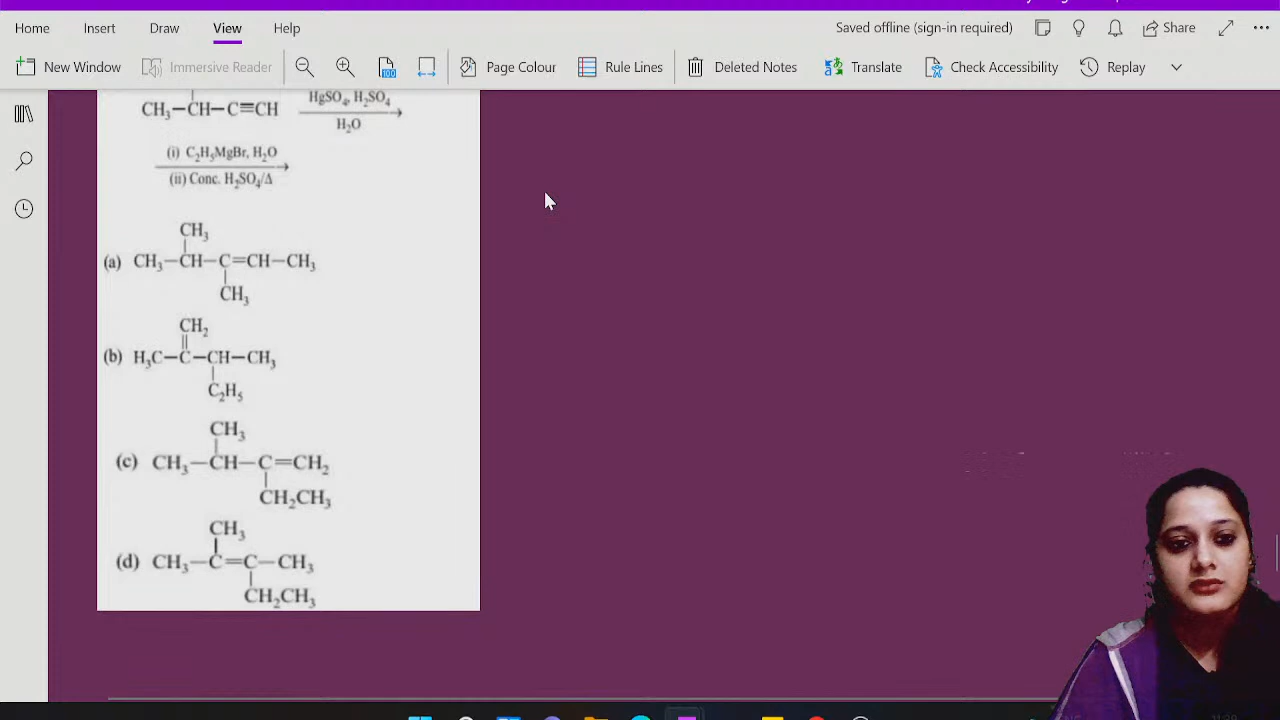 Home Insert Draw View Help Saved offline (sign-in required) Share
New Window Immersive Reader 100 Page Colour Rule Lines Deleted Notes Translate Check Accessibility Replay
CH₃–CH–C≡CH HgSO₄, H₂SO₄
H₂O
(i) C₂H₅MgBr, H₂O
(ii) Conc. H₂SO₄/Δ
CH₃
(a) CH₃–CH–C=CH–CH₃
CH₃
CH₂
(b) H₃C–C–CH–CH₃
C₂H₅
CH₃
(c) CH₃–CH–C=CH₂
CH₂CH₃
CH₃
(d) CH₃–C=C–CH₃
CH₂CH₃